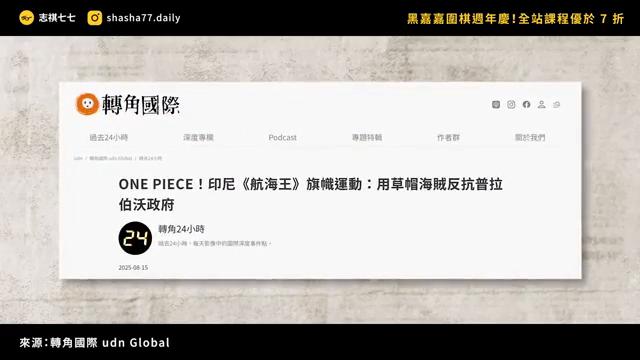 志祺七七
shasha77.daily
黑嘉嘉圍棋週年慶!全站課程優於 7 折
轉角國際
過去24小時
深度專欄
Podcast
專題特輯
作者群
關於我們
udn / 轉角國際 udn Global / 轉角24小時
ONE PIECE！印尼《航海王》旗幟運動：用草帽海賊反抗普拉
伯沃政府
24
轉角24小時
過去24小時，每天影像中的國際深度事件點。
2025-08-15
來源:轉角國際 udn Global